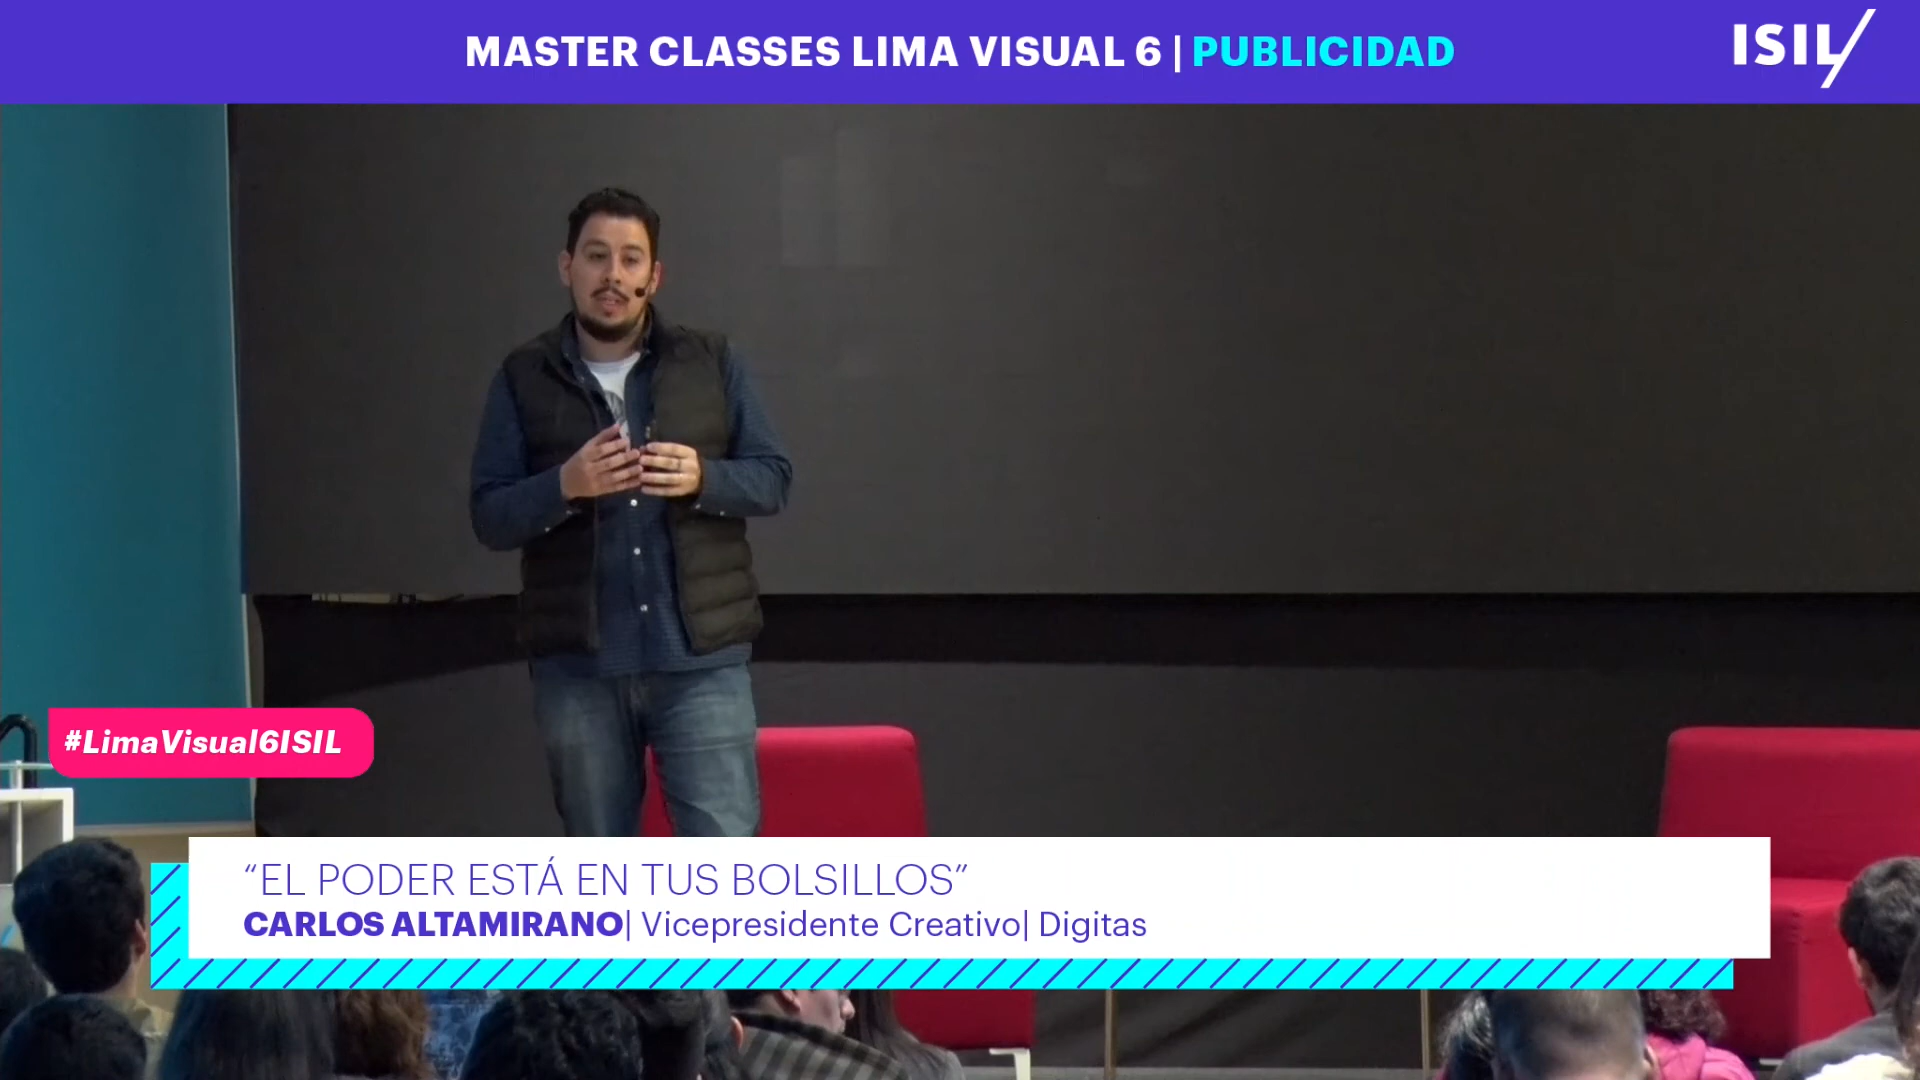 MASTER CLASSES LIMA VISUAL 6 | PUBLICIDAD
ISIL
#LimaVisual6ISIL
“EL PODER ESTÁ EN TUS BOLSILLOS”
CARLOS ALTAMIRANO| Vicepresidente Creativo| Digitas